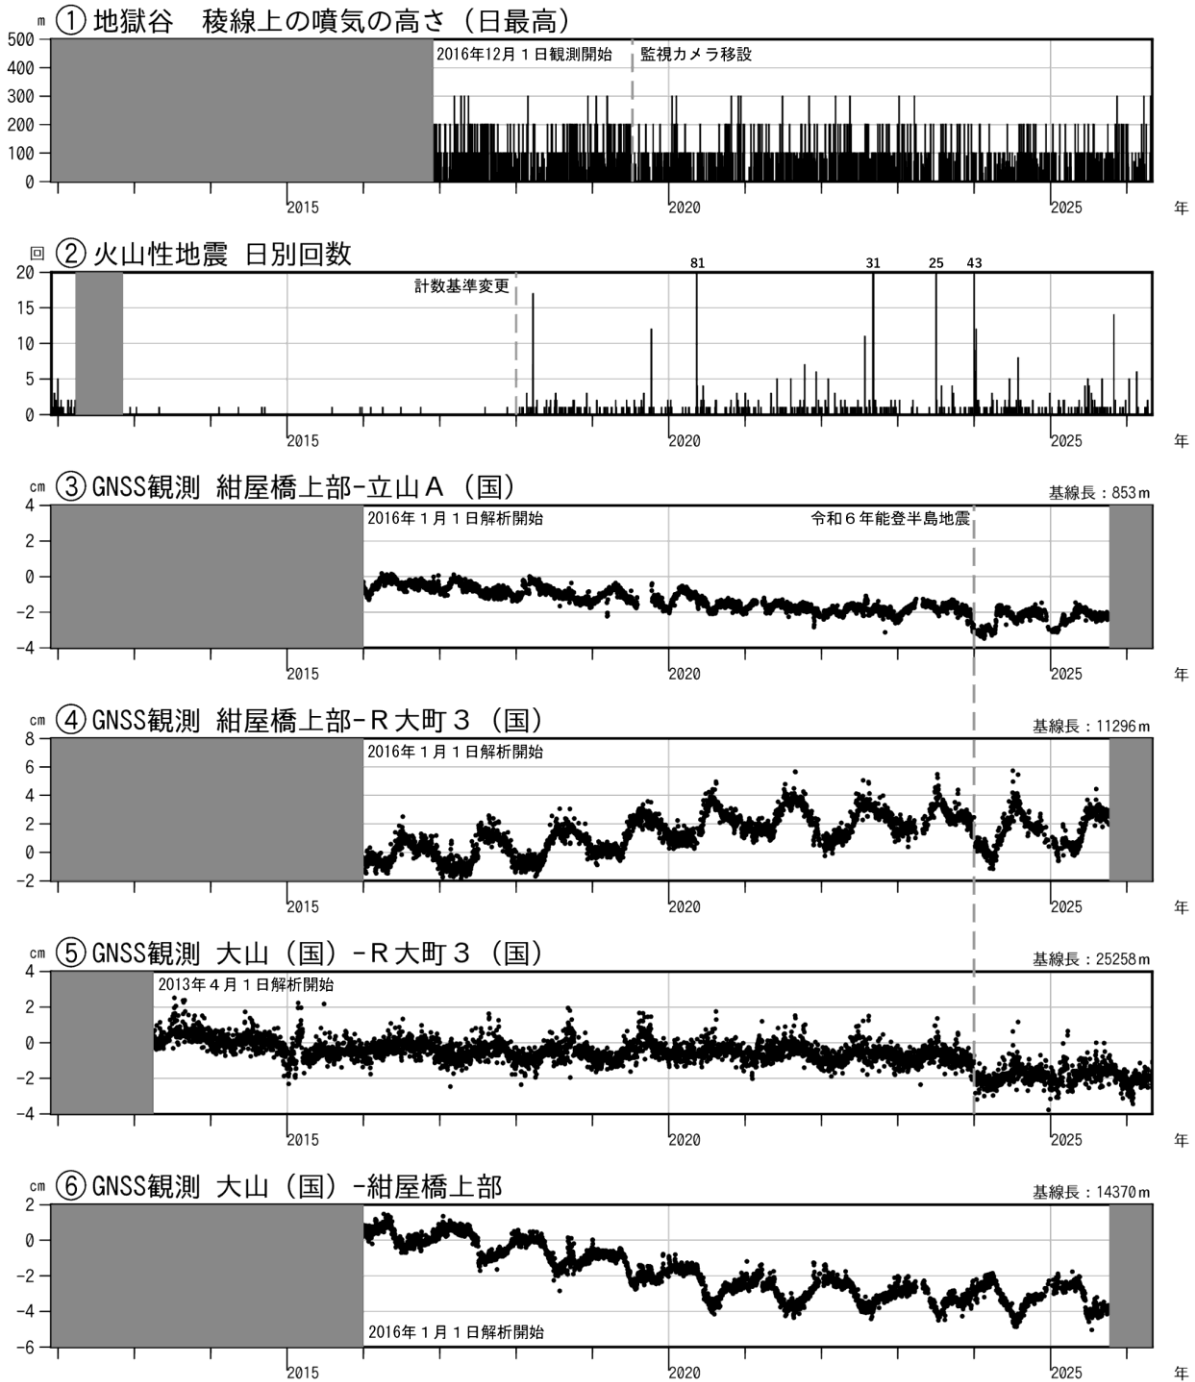 m ① 地獄谷 稜線上の噴気の高さ（日最高）
500
400
300
200
100
0
2016年12月１日観測開始
監視カメラ移設
2015
2020
2025
年
回 ② 火山性地震 日別回数
81
31
25
43
20
15
10
5
0
計数基準変更
2015
2020
2025
年
cm ③ GNSS観測 紺屋橋上部-立山Ａ（国）
基線長：853m
4
2
0
-2
-4
2016年１月１日解析開始
令和６年能登半島地震
2015
2020
2025
年
cm ④ GNSS観測 紺屋橋上部-Ｒ大町３（国）
基線長：11296m
8
6
4
2
0
-2
2016年１月１日解析開始
2015
2020
2025
年
cm ⑤ GNSS観測 大山（国）-Ｒ大町３（国）
基線長：25258m
4
2
0
-2
-4
2013年４月１日解析開始
2015
2020
2025
年
cm ⑥ GNSS観測 大山（国）-紺屋橋上部
基線長：14370m
2
0
-2
-4
-6
2016年１月１日解析開始
2015
2020
2025
年